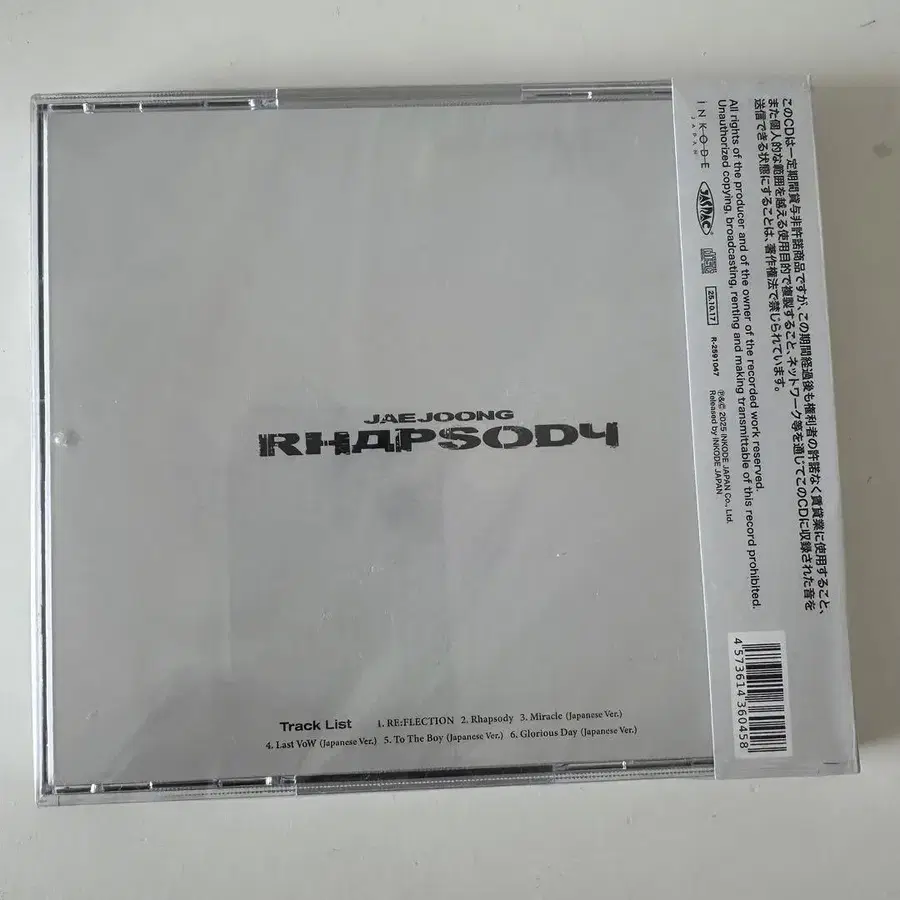 JAEJOONG
RHAPSODY
Track List 1. RE:FLECTION 2. Rhapsody 3. Miracle (Japanese Ver.)
4. Last VoW (Japanese Ver.) 5. To The Boy (Japanese Ver.) 6. Glorious Day (Japanese Ver.)
このCDは一定期間貸与非許諾商品ですが、この期間経過後も権利者の許諾なく賃貸業に使用すること、
また個人的な範囲を越える使用目的で複製すること、ネットワーク等を通じてこのCDに収録された音を
送信できる状態にすることは、著作権法で禁じられています。
All rights of the producer and of the owner of the recorded work reserved.
Unauthorized copying, broadcasting, renting and making transmittable of this record prohibited.
INKODE
JAPAN
JASRAC
25.10.17
R-2591047
℗&© 2025 INKODE JAPAN Co., Ltd.
Released by INKODE JAPAN
4 573614 360458